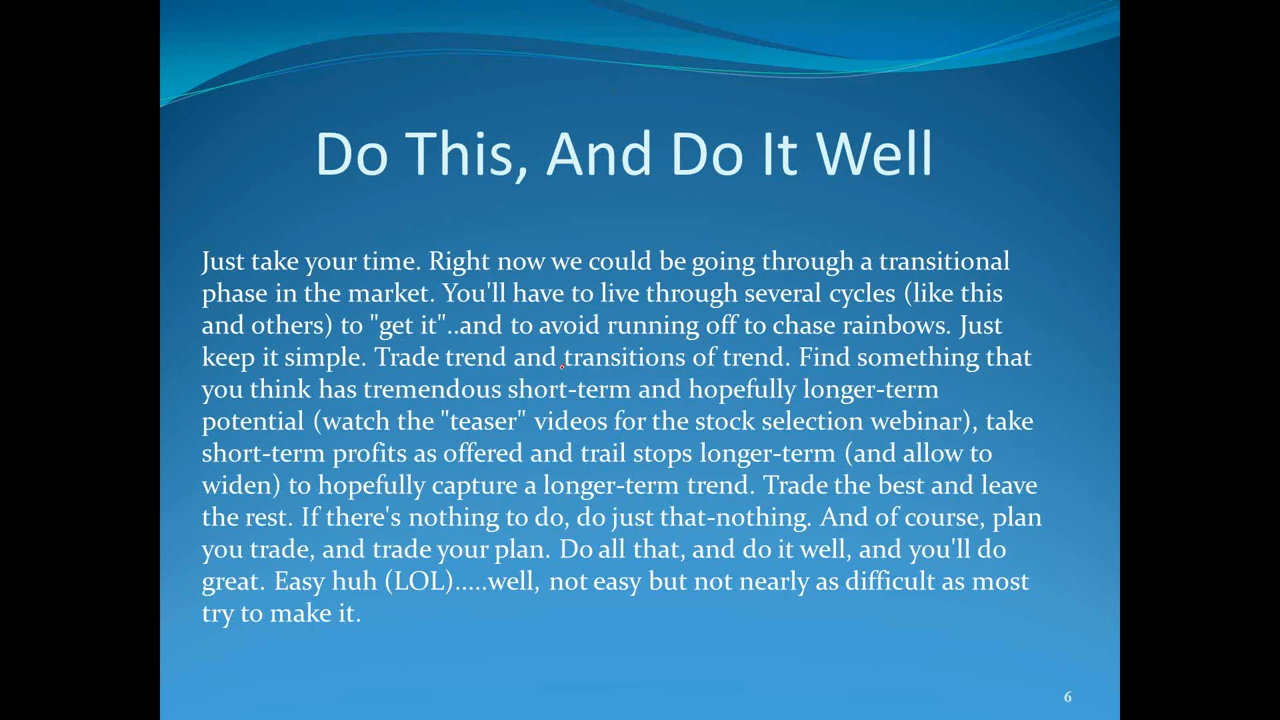 Do This, And Do It Well
Just take your time. Right now we could be going through a transitional
phase in the market. You'll have to live through several cycles (like this
and others) to "get it"..and to avoid running off to chase rainbows. Just
keep it simple. Trade trend and transitions of trend. Find something that
you think has tremendous short-term and hopefully longer-term
potential (watch the "teaser" videos for the stock selection webinar), take
short-term profits as offered and trail stops longer-term (and allow to
widen) to hopefully capture a longer-term trend. Trade the best and leave
the rest. If there's nothing to do, do just that-nothing. And of course, plan
you trade, and trade your plan. Do all that, and do it well, and you'll do
great. Easy huh (LOL).....well, not easy but not nearly as difficult as most
try to make it.
6